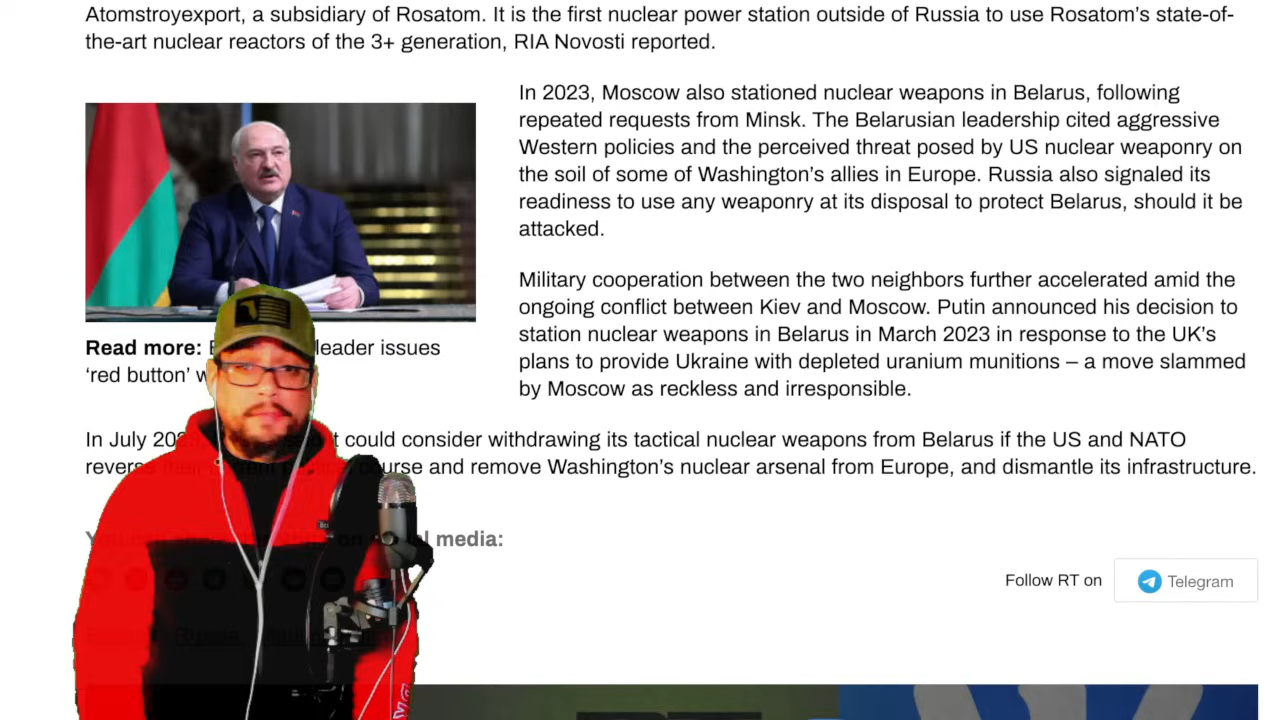 Atomstroyexport, a subsidiary of Rosatom. It is the first nuclear power station outside of Russia to use Rosatom’s state-of-
the-art nuclear reactors of the 3+ generation, RIA Novosti reported.
In 2023, Moscow also stationed nuclear weapons in Belarus, following
repeated requests from Minsk. The Belarusian leadership cited aggressive
Western policies and the perceived threat posed by US nuclear weaponry on
the soil of some of Washington’s allies in Europe. Russia also signaled its
readiness to use any weaponry at its disposal to protect Belarus, should it be
attacked.
Military cooperation between the two neighbors further accelerated amid the
ongoing conflict between Kiev and Moscow. Putin announced his decision to
station nuclear weapons in Belarus in March 2023 in response to the UK’s
plans to provide Ukraine with depleted uranium munitions – a move slammed
by Moscow as reckless and irresponsible.
Read more: leader issues
‘red button’
In July could consider withdrawing its tactical nuclear weapons from Belarus if the US and NATO
reverse their course and remove Washington’s nuclear arsenal from Europe, and dismantle its infrastructure.
You can on social media:
Follow RT on
Telegram
Russia